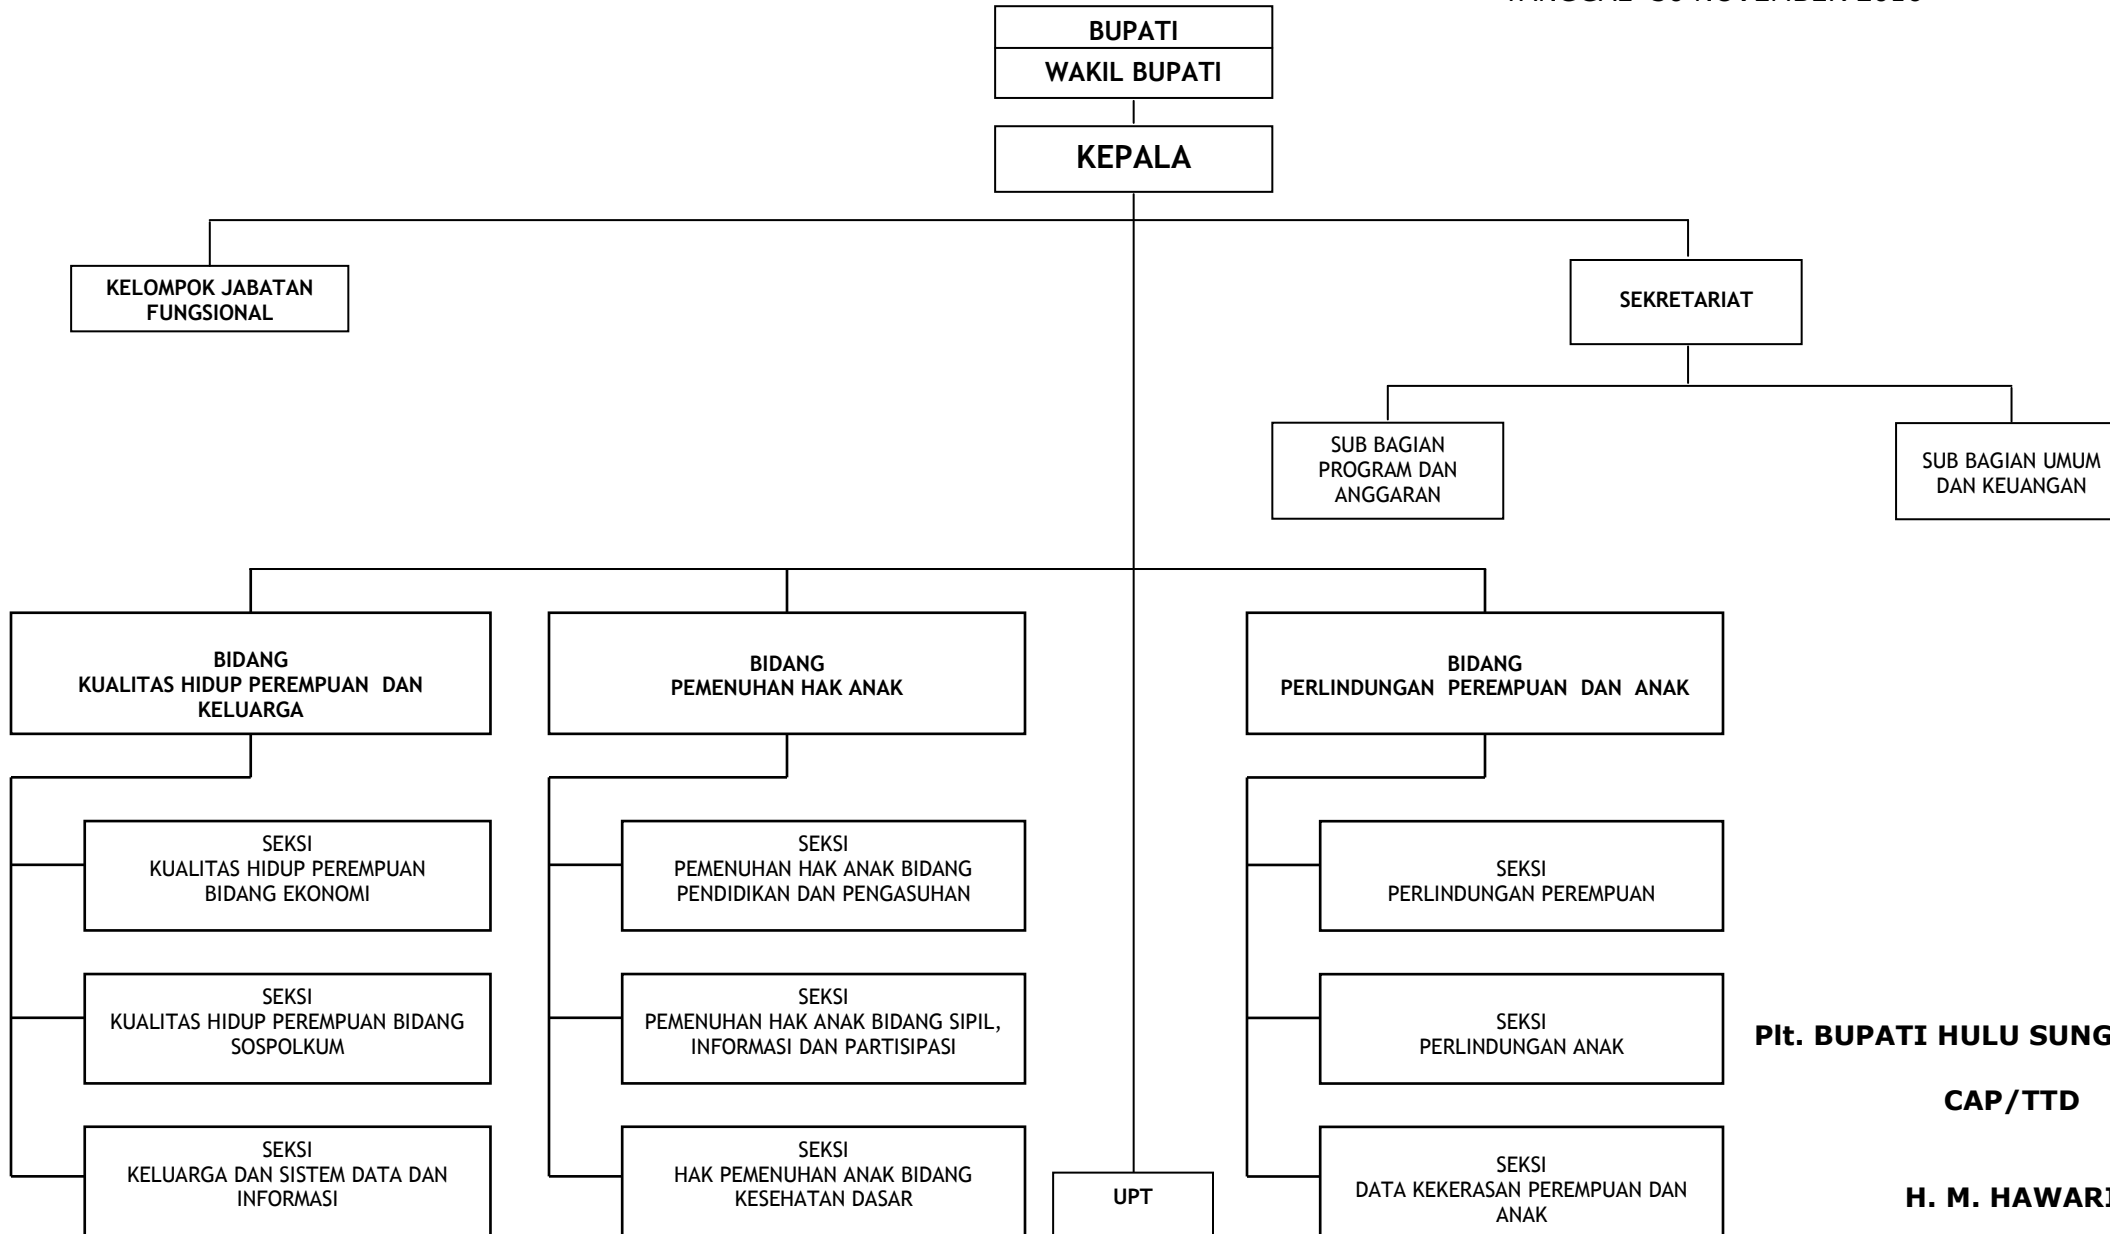 TANGGAL 30 NOVEMBER 2016
BUPATI
WAKIL BUPATI
KEPALA
KELOMPOK JABATAN
FUNGSIONAL
SEKRETARIAT
SUB BAGIAN
PROGRAM DAN
ANGGARAN
SUB BAGIAN UMUM
DAN KEUANGAN
BIDANG
KUALITAS HIDUP PEREMPUAN DAN
KELUARGA
BIDANG
PEMENUHAN HAK ANAK
BIDANG
PERLINDUNGAN PEREMPUAN DAN ANAK
SEKSI
KUALITAS HIDUP PEREMPUAN
BIDANG EKONOMI
SEKSI
PEMENUHAN HAK ANAK BIDANG
PENDIDIKAN DAN PENGASUHAN
SEKSI
PERLINDUNGAN PEREMPUAN
SEKSI
KUALITAS HIDUP PEREMPUAN BIDANG
SOSPOLKUM
SEKSI
PEMENUHAN HAK ANAK BIDANG SIPIL,
INFORMASI DAN PARTISIPASI
SEKSI
PERLINDUNGAN ANAK
Plt. BUPATI HULU SUNG
CAP/TTD
SEKSI
KELUARGA DAN SISTEM DATA DAN
INFORMASI
SEKSI
HAK PEMENUHAN ANAK BIDANG
KESEHATAN DASAR
UPT
SEKSI
DATA KEKERASAN PEREMPUAN DAN
ANAK
H. M. HAWARI